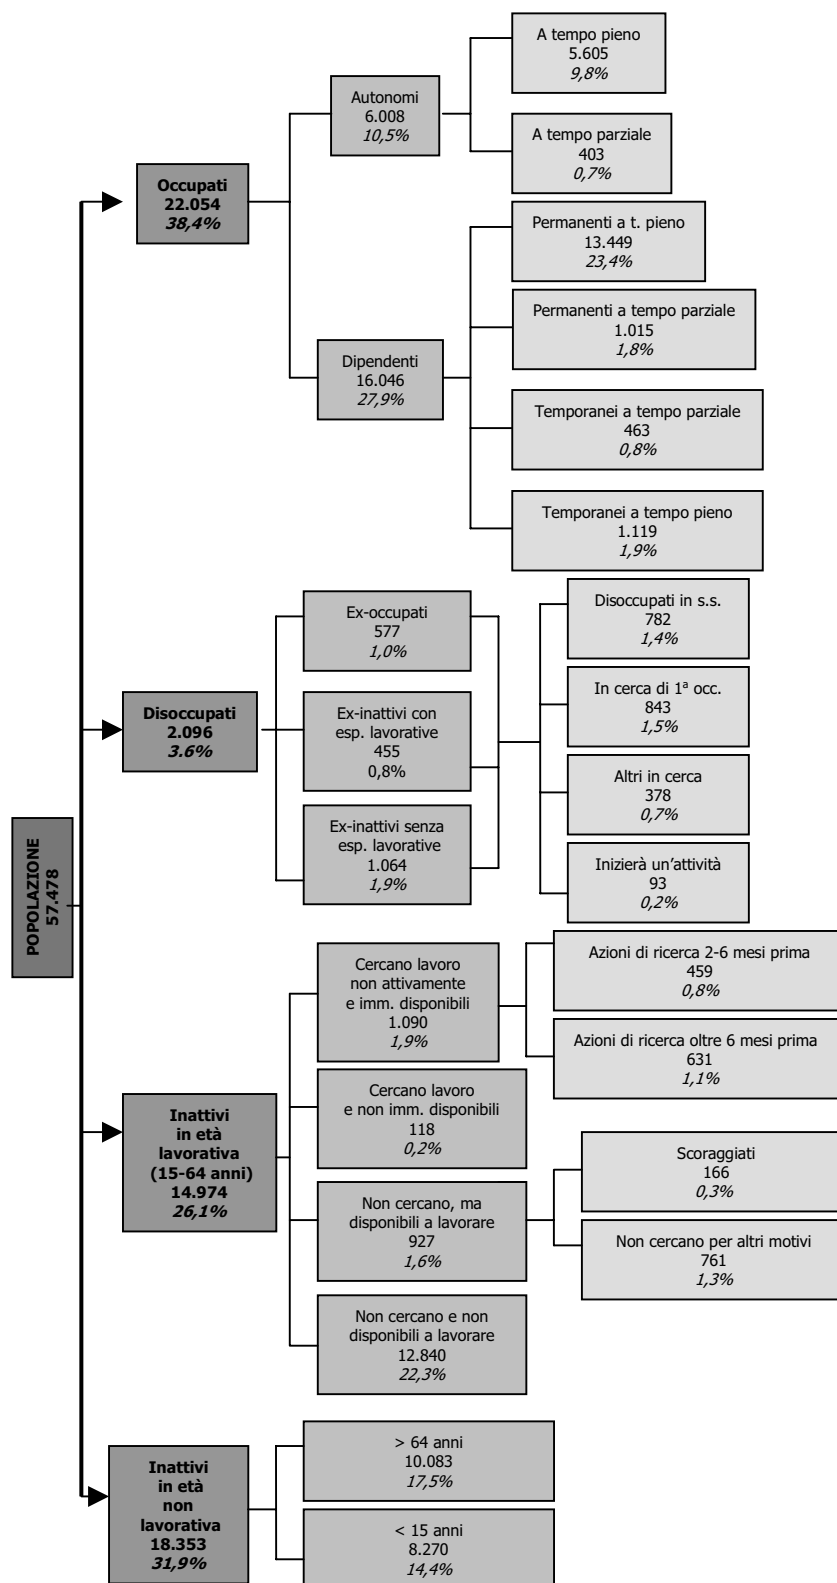 POPOLAZIONE
57.478
Occupati
22.054
38,4%
Autonomi
6.008
10,5%
A tempo pieno
5.605
9,8%
A tempo parziale
403
0,7%
Dipendenti
16.046
27,9%
Permanenti a t. pieno
13.449
23,4%
Permanenti a tempo parziale
1.015
1,8%
Temporanei a tempo parziale
463
0,8%
Temporanei a tempo pieno
1.119
1,9%
Disoccupati
2.096
3.6%
Ex-occupati
577
1,0%
Ex-inattivi con
esp. lavorative
455
0,8%
Ex-inattivi senza
esp. lavorative
1.064
1,9%
Disoccupati in s.s.
782
1,4%
In cerca di 1ª occ.
843
1,5%
Altri in cerca
378
0,7%
Inizierà un’attività
93
0,2%
Inattivi
in età
lavorativa
(15-64 anni)
14.974
26,1%
Cercano lavoro
non attivamente
e imm. disponibili
1.090
1,9%
Azioni di ricerca 2-6 mesi prima
459
0,8%
Azioni di ricerca oltre 6 mesi prima
631
1,1%
Cercano lavoro
e non imm. disponibili
118
0,2%
Non cercano, ma
disponibili a lavorare
927
1,6%
Scoraggiati
166
0,3%
Non cercano per altri motivi
761
1,3%
Non cercano e non
disponibili a lavorare
12.840
22,3%
Inattivi
in età
non
lavorativa
18.353
31,9%
> 64 anni
10.083
17,5%
< 15 anni
8.270
14,4%